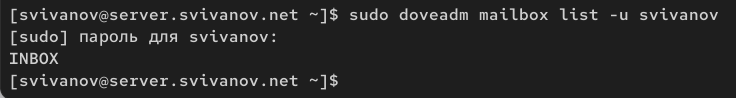 [svivanov@server.svivanov.net ~]$ sudo doveadm mailbox list -u svivanov
[sudo] пароль для svivanov:
INBOX
[svivanov@server.svivanov.net ~]$